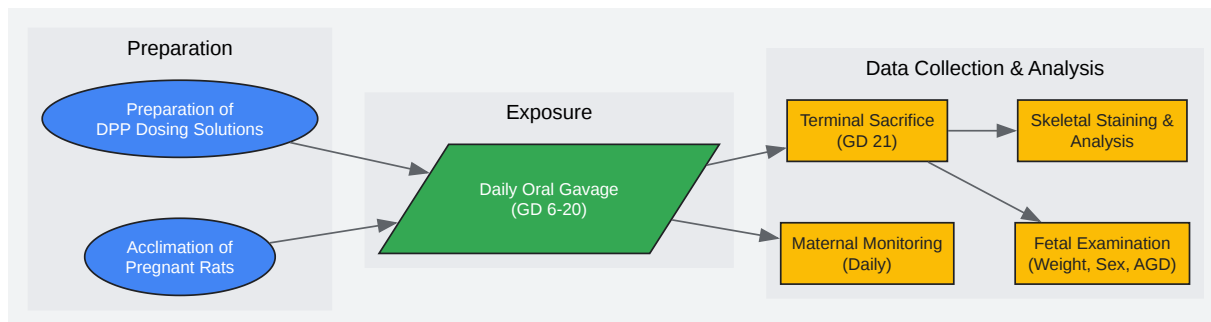 Preparation
Preparation of
DPP Dosing Solutions
Acclimation of
Pregnant Rats
Exposure
Daily Oral Gavage
(GD 6-20)
Data Collection & Analysis
Terminal Sacrifice
(GD 21)
Skeletal Staining &
Analysis
Maternal Monitoring
(Daily)
Fetal Examination
(Weight, Sex, AGD)